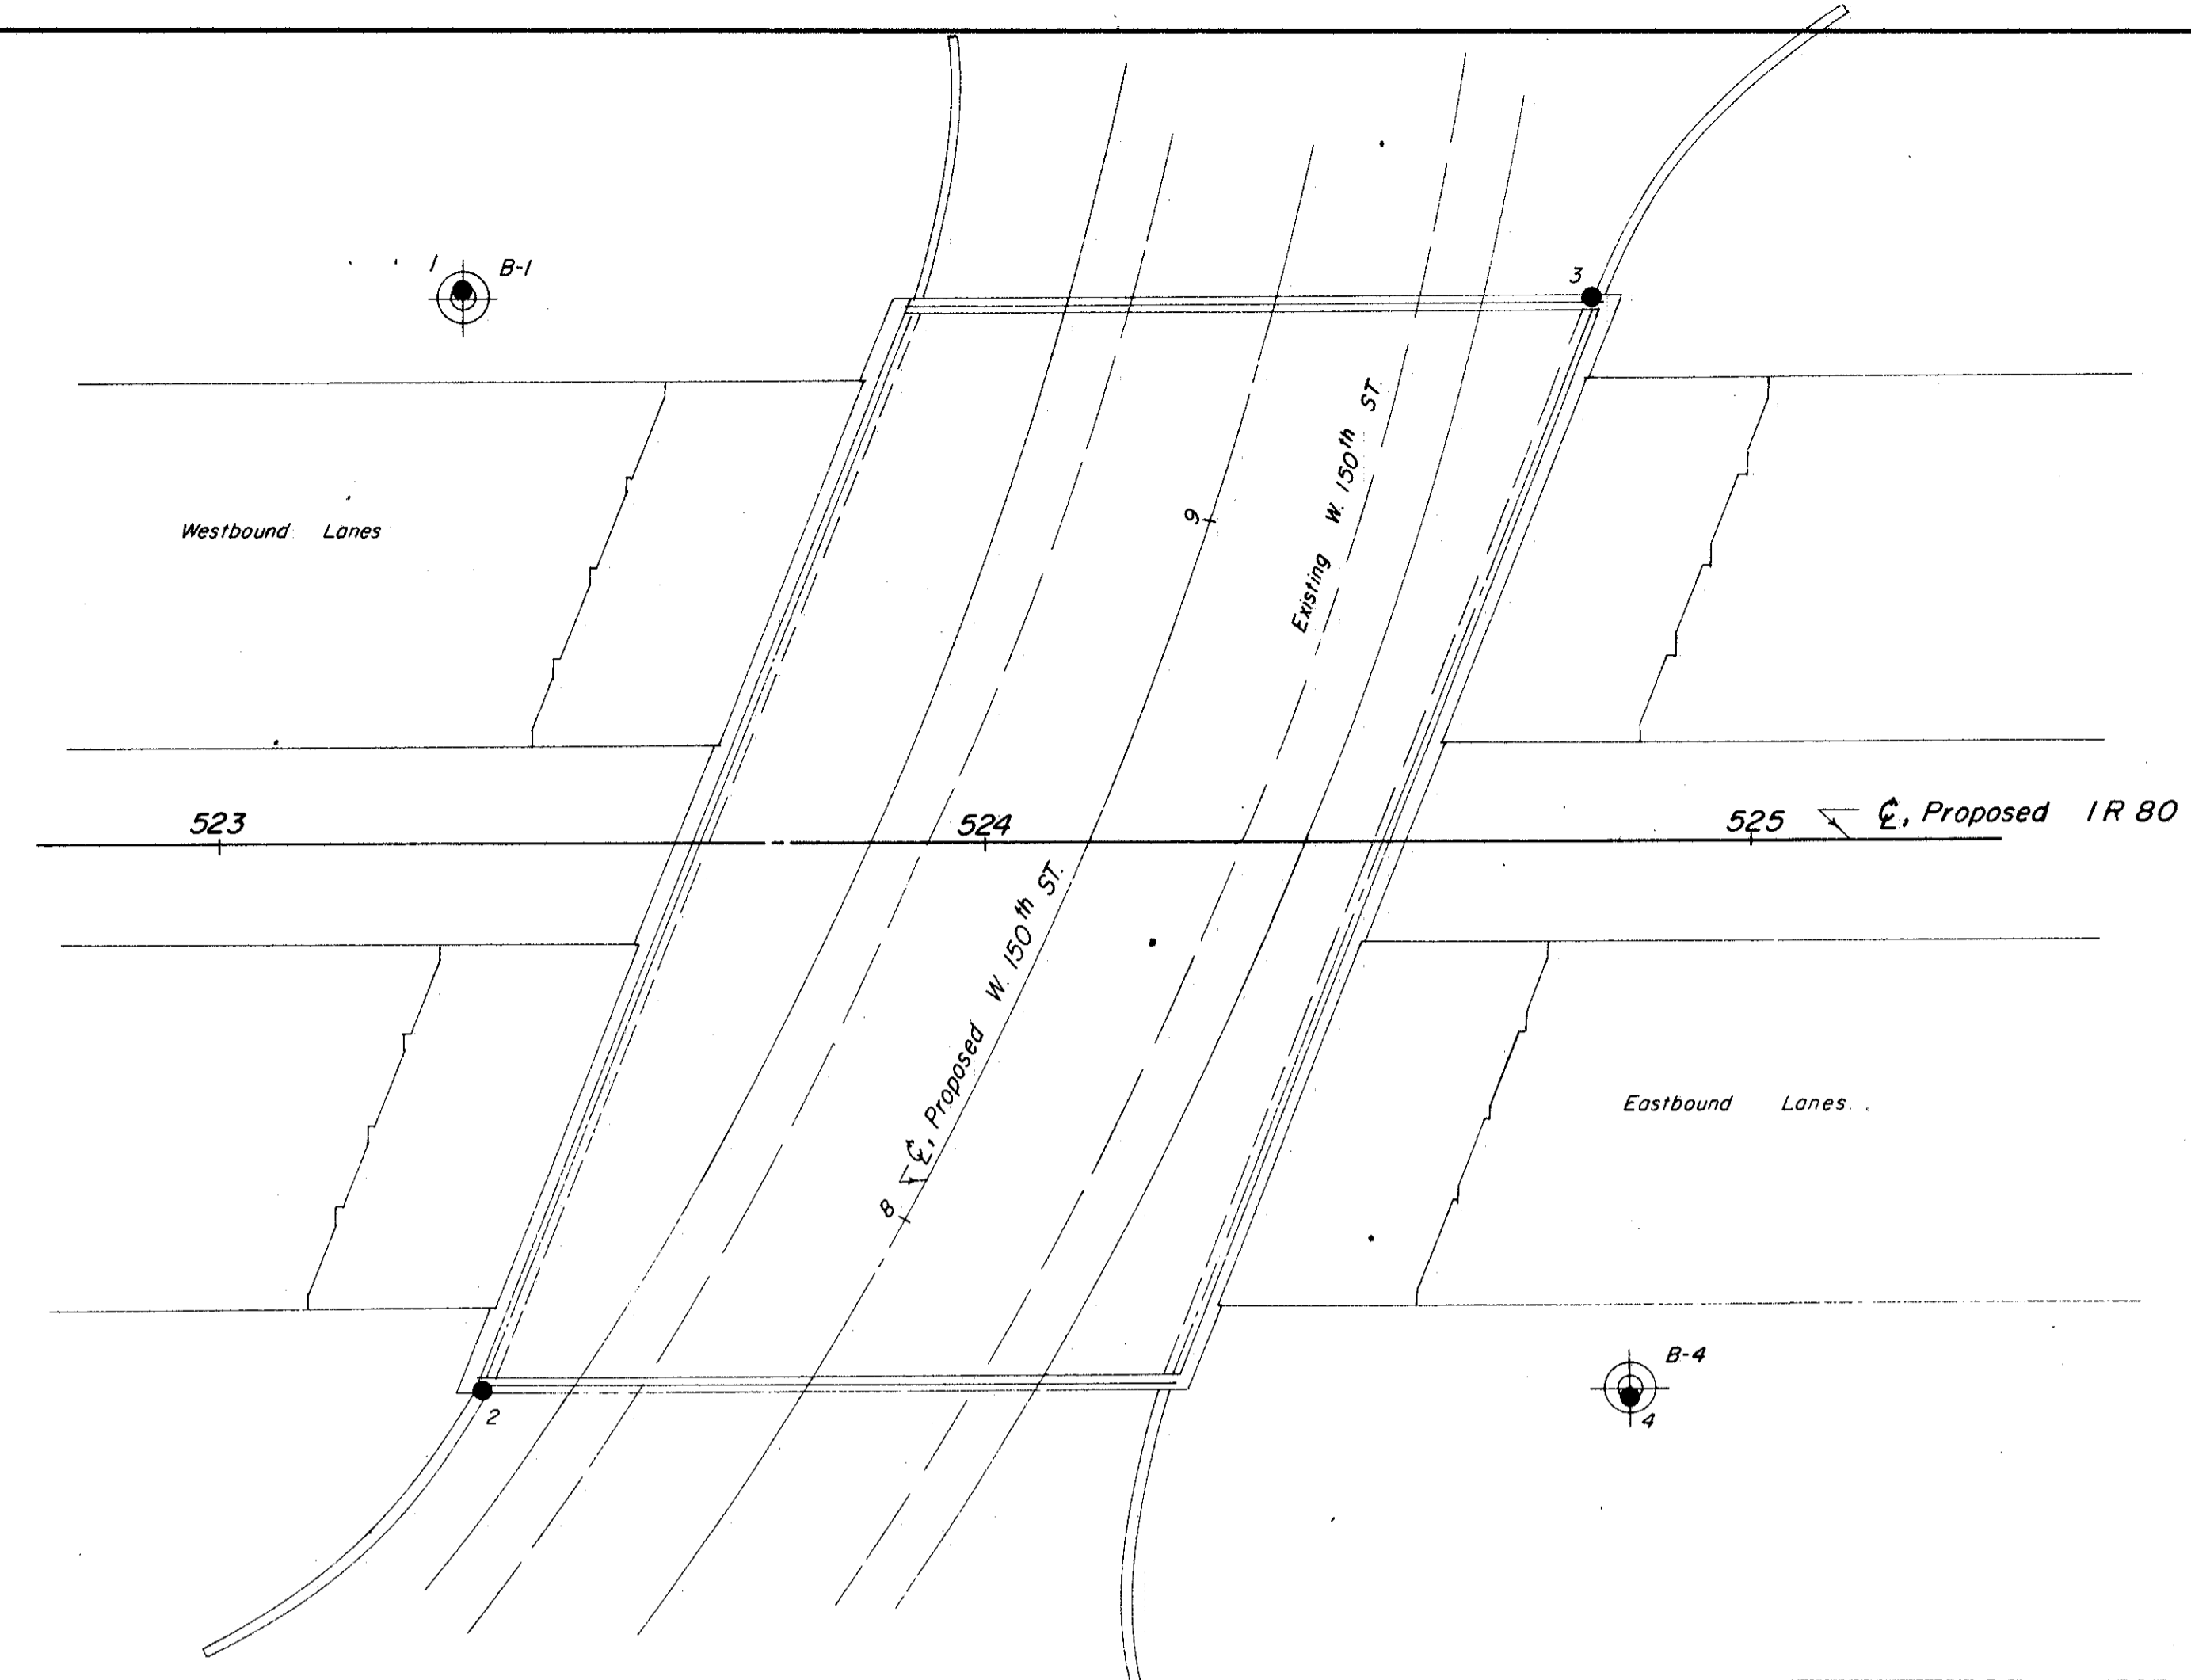 1 B-1
3
Westbound Lanes
9
Existing W. 150th ST.
523
524
525
℄, Proposed IR 80
℄, Proposed W. 150th ST.
8
Eastbound Lanes
B-4
4
2